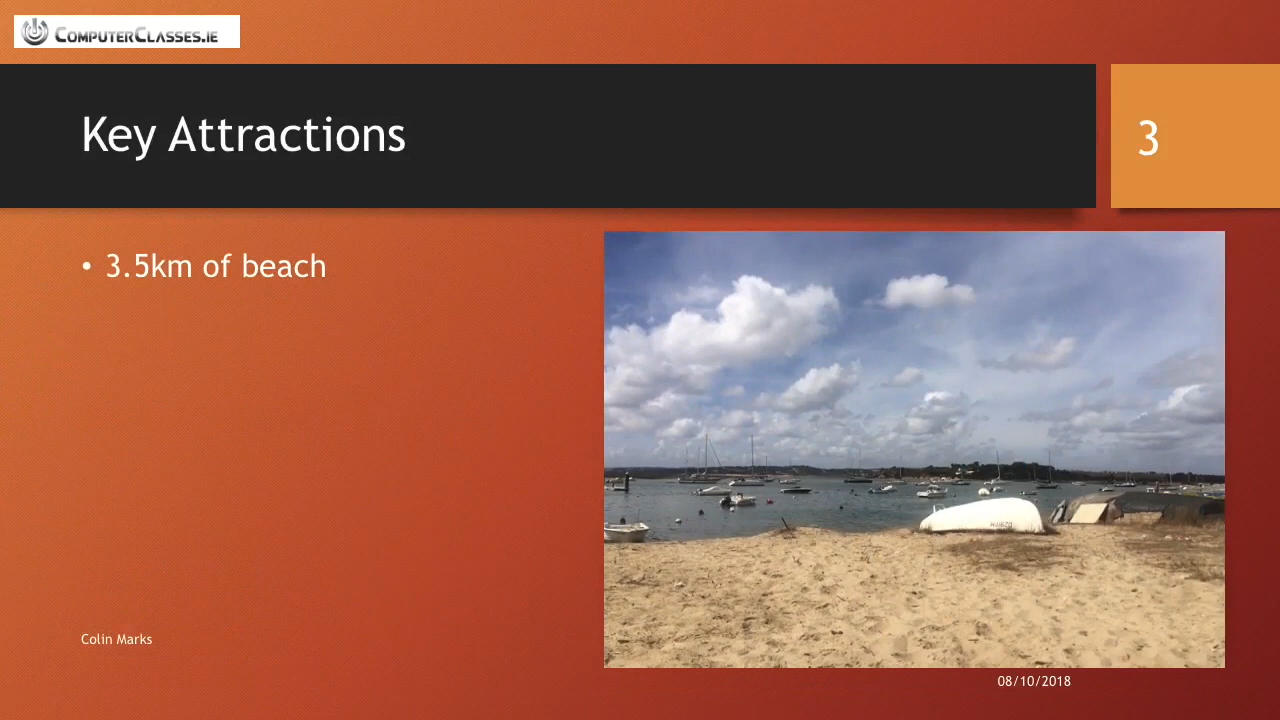 ComputerClasses.ie
Key Attractions
3
• 3.5km of beach
Colin Marks
08/10/2018